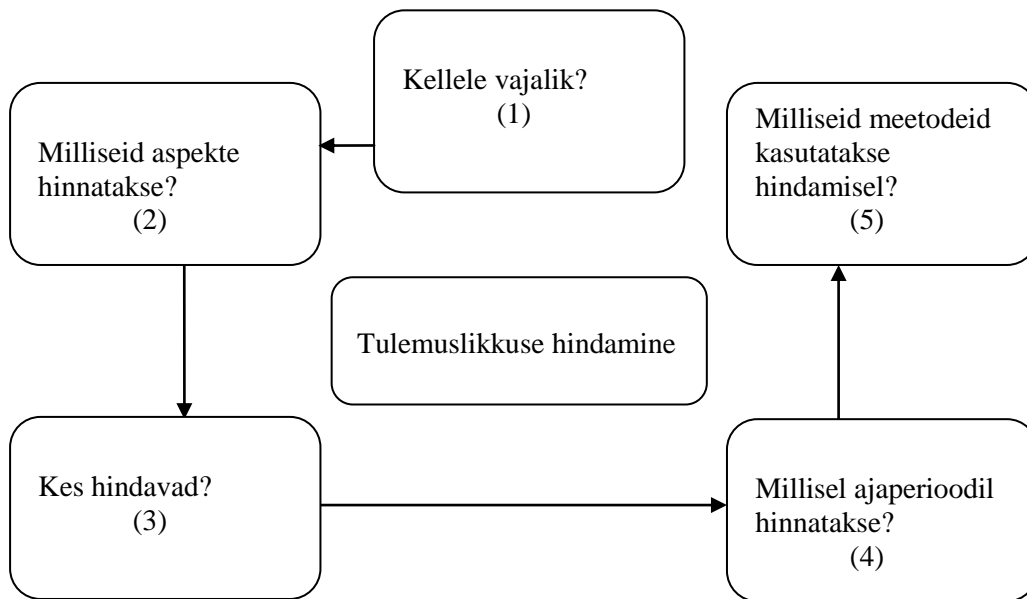 Kellele vajalik?
(1)
Milliseid aspekte
hinnatakse?
(2)
Kes hindavad?
(3)
Millisel ajaperioodil
hinnatakse?
(4)
Milliseid meetodeid
kasutatakse
hindamisel?
(5)
Tulemuslikkuse hindamine